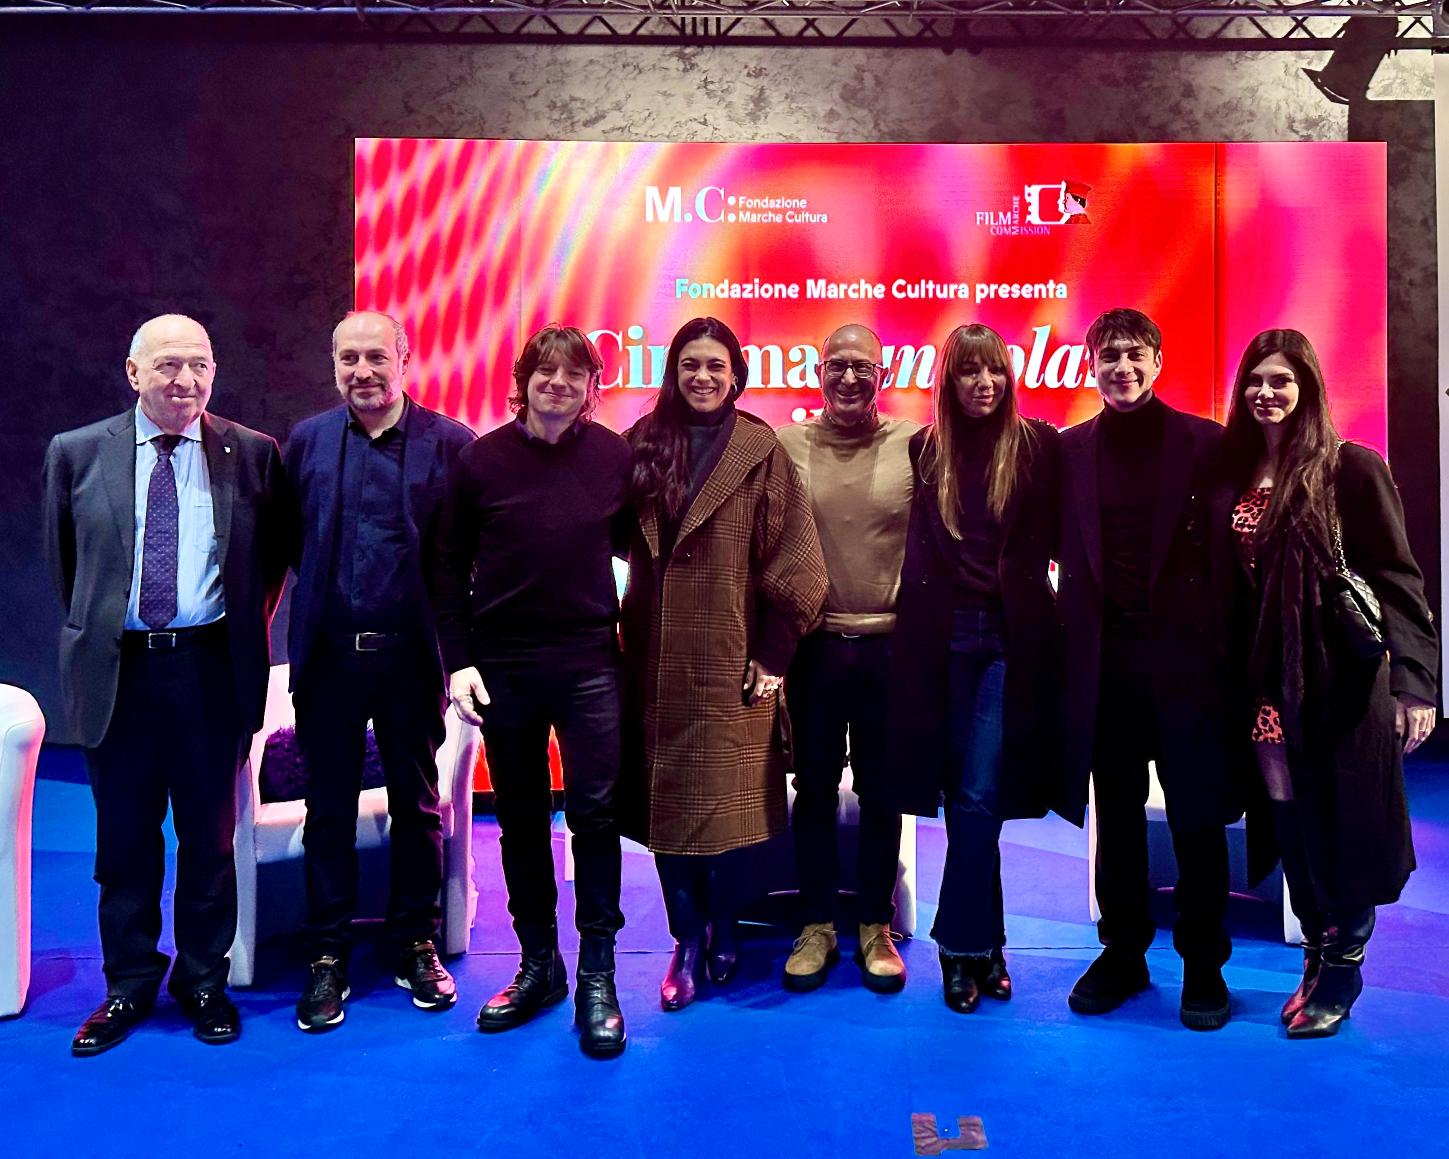 M.C: Fondazione
Marche Cultura
FILM
MARCHE
COMMISSION
Fondazione Marche Cultura presenta